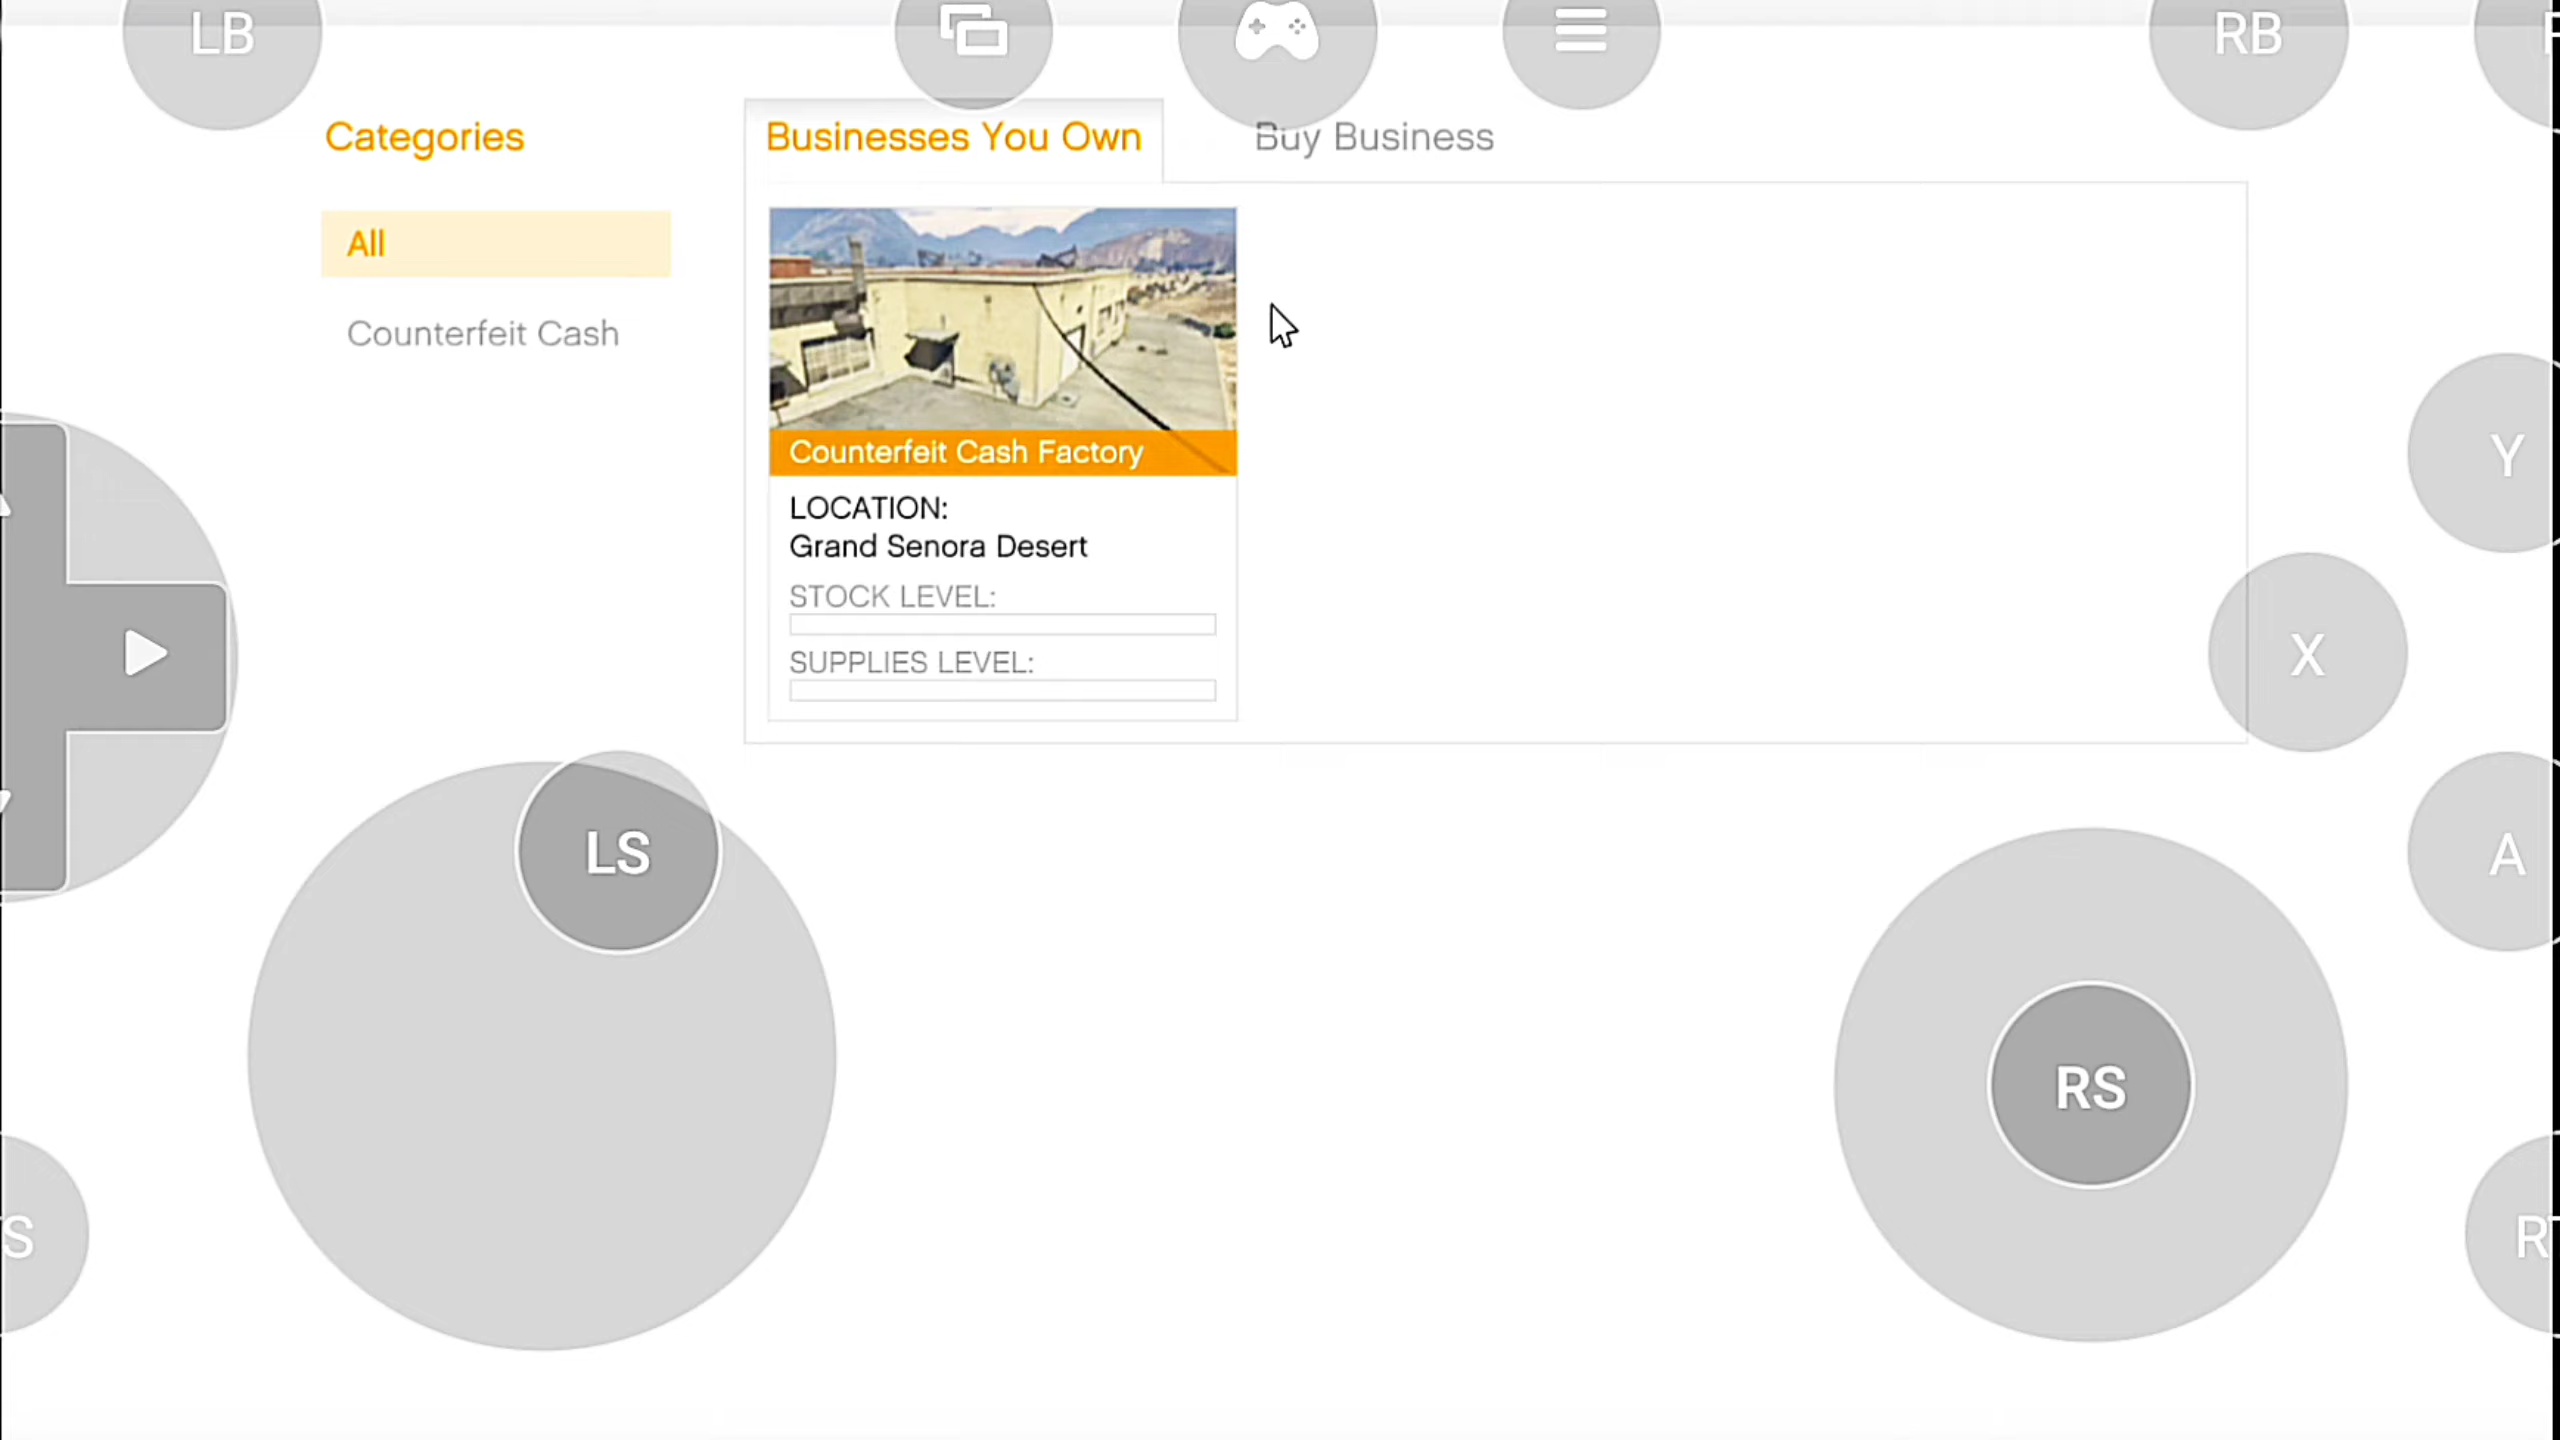 LB
RB
Categories
Businesses You Own
Buy Business
All
Counterfeit Cash
Counterfeit Cash Factory
LOCATION:
Grand Senora Desert
STOCK LEVEL:
SUPPLIES LEVEL:
Y
X
A
LS
RS